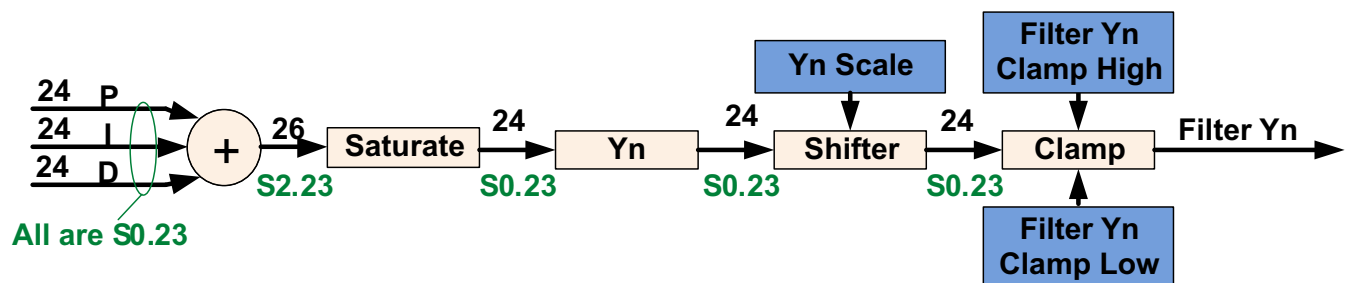 24 P
24 I
24 D
All are S0.23
+
26
S2.23
Saturate
24
S0.23
Yn
24
S0.23
Yn Scale
Shifter
24
S0.23
Filter Yn
Clamp High
Clamp
Filter Yn
Clamp Low
Filter Yn